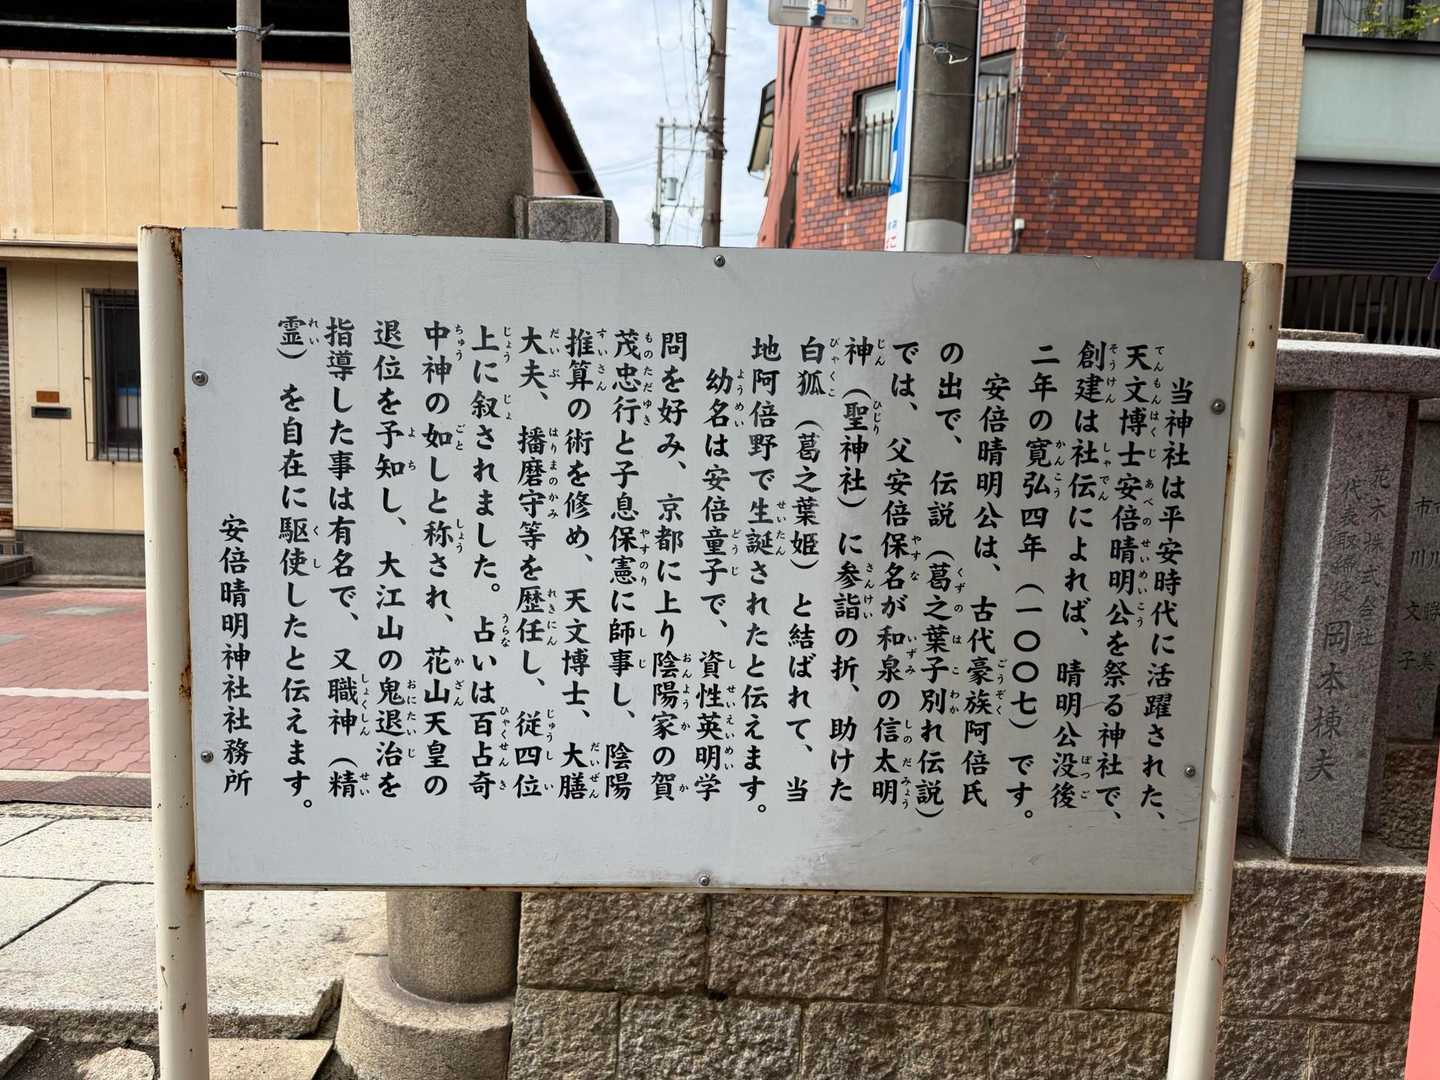 当神社は平安時代に活躍された、
天文博士安倍晴明公を祭る神社で、
創建は社伝によれば、晴明公没後
二年の寛弘四年（一〇〇七）です。
安倍晴明公は、古代豪族阿倍氏
の出で、伝説（葛之葉子別れ伝説）
では、父安倍保名が和泉の信太明
神（聖神社）に参詣の折、助けた
白狐（葛之葉姫）と結ばれて、当
地阿倍野で生誕されたと伝えます。
幼名は安倍童子で、資性英明学
問を好み、京都に上り陰陽家の賀
茂忠行と子息保憲に師事し、陰陽
推算の術を修め、天文博士、大膳
大夫、播磨守等を歴任し、従四位
上に叙されました。占いは百占奇
中神の如しと称され、花山天皇の
退位を予知し、大江山の鬼退治を
指導した事は有名で、又職神（精
霊）を自在に駆使したと伝えます。
安倍晴明神社社務所
花木株式会社
代表取締役 岡本棟夫